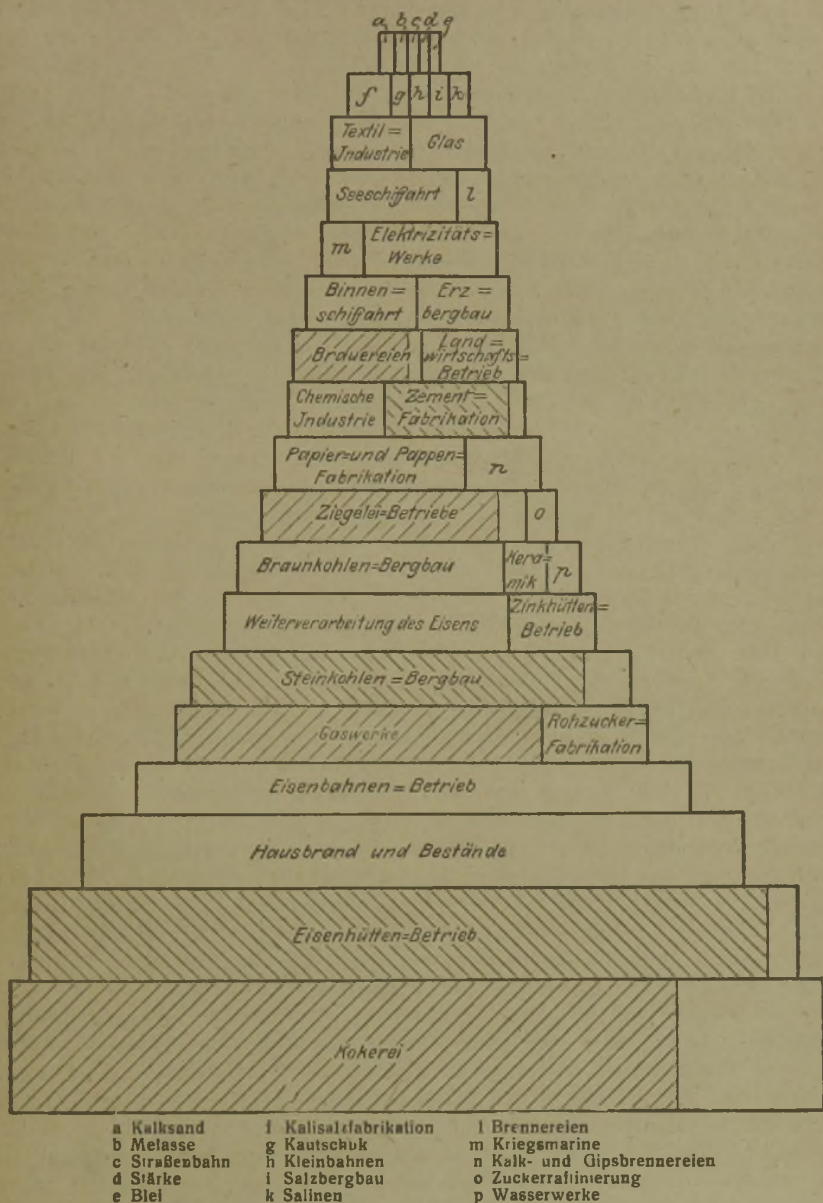 a b c d e
f g h i k
Textil=
Jndustrie
Glas
Seeschiffahrt
l
m
Elektrizitäts=
Werke
Binnen=
schiffahrt
Erz=
bergbau
Brauereien
Land=
wirtschafts=
Betrieb
Chemische
Jndustrie
Zement=
Fabrikation
Papier=und Pappen=
Fabrikation
n
Ziegelei=Betriebe
o
Braunkohlen=Bergbau
Kera=
mik
p
Weiterverarbeitung des Eisens
Zinkhütten=
Betrieb
Steinkohlen=Bergbau
Gaswerke
Rohzucker=
Fabrikation
Eisenbahnen=Betrieb
Hausbrand und Bestände
Eisenhütten=Betrieb
Kokerei
a Kalksand
b Melasse
c Straßenbahn
d Stärke
e Blei
f Kalisalzfabrikation
g Kautschuk
h Kleinbahnen
i Salzbergbau
k Salinen
l Brennereien
m Kriegsmarine
n Kalk- und Gipsbrennereien
o Zuckerraffinierung
p Wasserwerke